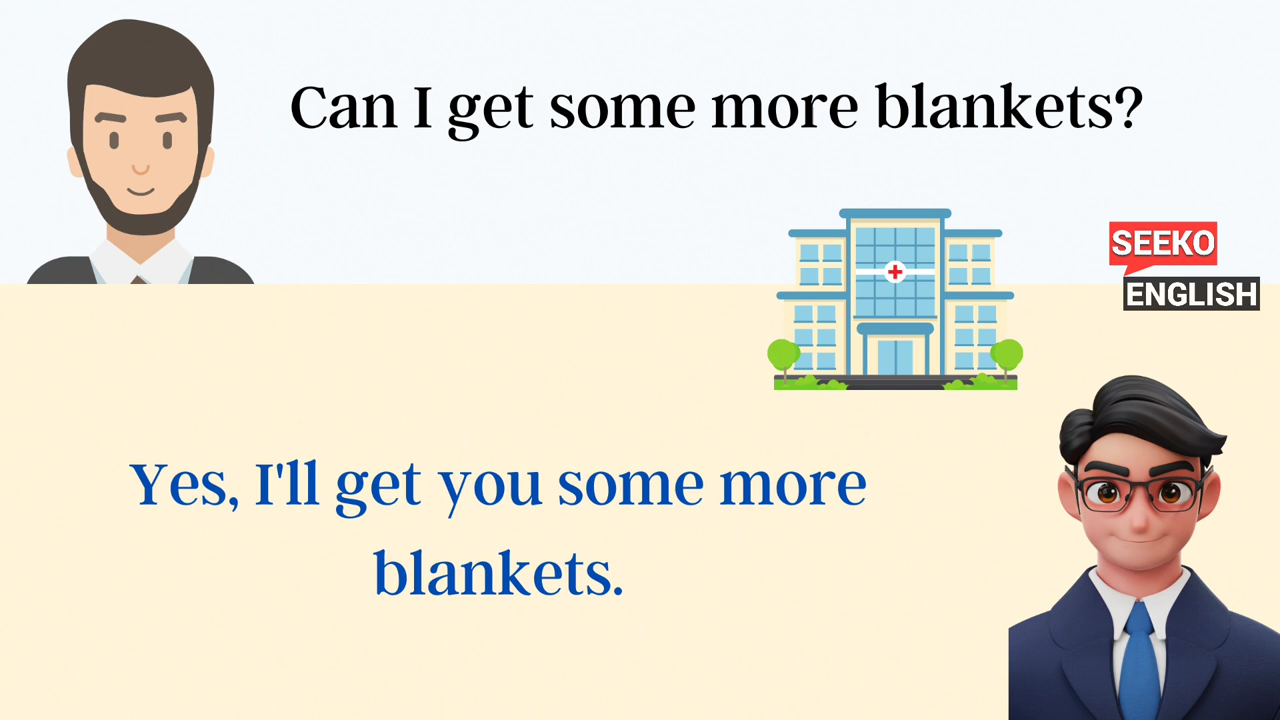 Can I get some more blankets?
SEEKO
ENGLISH
Yes, I'll get you some more
blankets.